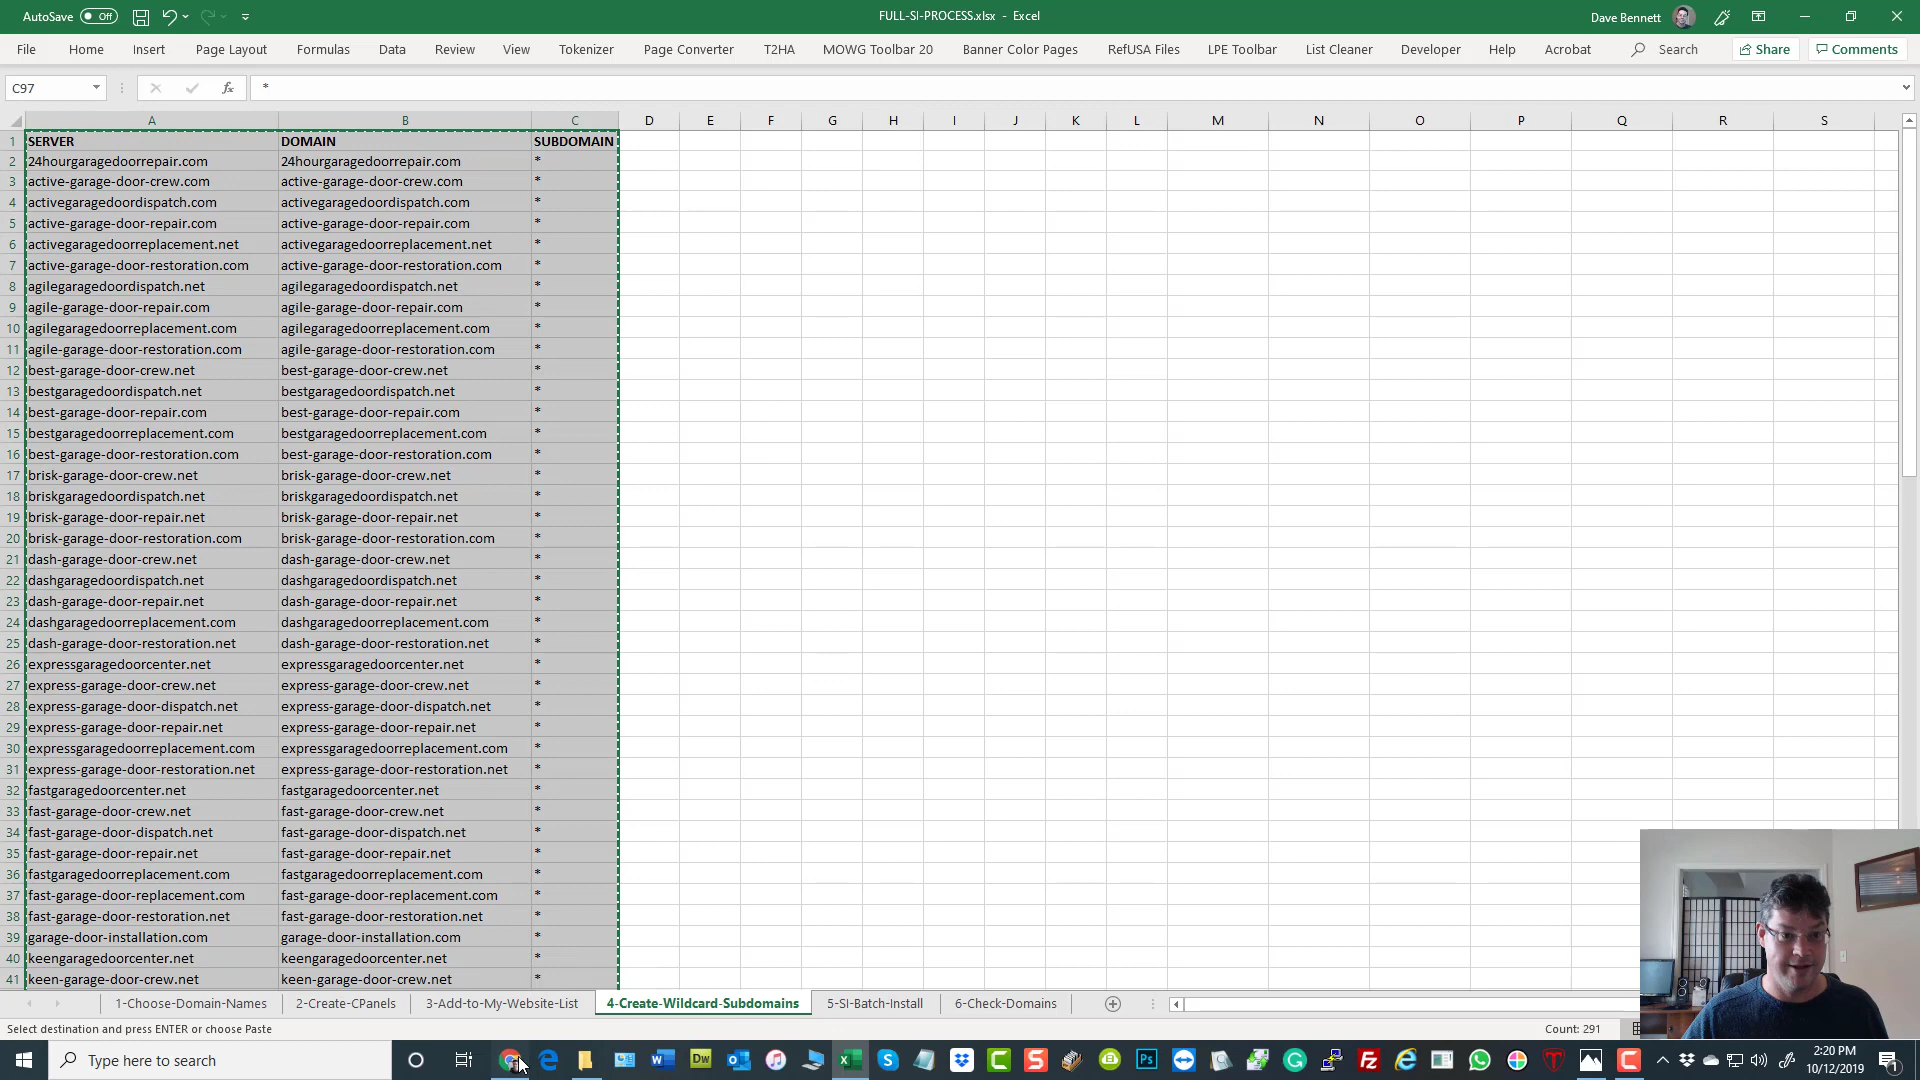 AutoSave Off FULL-SI-PROCESS.xlsx - Excel Dave Bennett
File Home Insert Page Layout Formulas Data Review View Tokenizer Page Converter T2HA MOWG Toolbar 20 Banner Color Pages RefUSA Files LPE Toolbar List Cleaner Developer Help Acrobat Search Share Comments
C97 fx *
A B C D E F G H I J K L M N O P Q R S
1 SERVER DOMAIN SUBDOMAIN
2 24hourgaragedoorrepair.com 24hourgaragedoorrepair.com *
3 active-garage-door-crew.com active-garage-door-crew.com *
4 activegaragedoordispatch.com activegaragedoordispatch.com *
5 active-garage-door-repair.com active-garage-door-repair.com *
6 activegaragedoorreplacement.net activegaragedoorreplacement.net *
7 active-garage-door-restoration.com active-garage-door-restoration.com *
8 agilegaragedoordispatch.net agilegaragedoordispatch.net *
9 agile-garage-door-repair.com agile-garage-door-repair.com *
10 agilegaragedoorreplacement.com agilegaragedoorreplacement.com *
11 agile-garage-door-restoration.com agile-garage-door-restoration.com *
12 best-garage-door-crew.net best-garage-door-crew.net *
13 bestgaragedoordispatch.net bestgaragedoordispatch.net *
14 best-garage-door-repair.com best-garage-door-repair.com *
15 bestgaragedoorreplacement.com bestgaragedoorreplacement.com *
16 best-garage-door-restoration.com best-garage-door-restoration.com *
17 brisk-garage-door-crew.net brisk-garage-door-crew.net *
18 briskgaragedoordispatch.net briskgaragedoordispatch.net *
19 brisk-garage-door-repair.net brisk-garage-door-repair.net *
20 brisk-garage-door-restoration.com brisk-garage-door-restoration.com *
21 dash-garage-door-crew.net dash-garage-door-crew.net *
22 dashgaragedoordispatch.net dashgaragedoordispatch.net *
23 dash-garage-door-repair.net dash-garage-door-repair.net *
24 dashgaragedoorreplacement.com dashgaragedoorreplacement.com *
25 dash-garage-door-restoration.net dash-garage-door-restoration.net *
26 expressgaragedoorcenter.net expressgaragedoorcenter.net *
27 express-garage-door-crew.net express-garage-door-crew.net *
28 express-garage-door-dispatch.net express-garage-door-dispatch.net *
29 express-garage-door-repair.net express-garage-door-repair.net *
30 expressgaragedoorreplacement.com expressgaragedoorreplacement.com *
31 express-garage-door-restoration.net express-garage-door-restoration.net *
32 fastgaragedoorcenter.net fastgaragedoorcenter.net *
33 fast-garage-door-crew.net fast-garage-door-crew.net *
34 fast-garage-door-dispatch.net fast-garage-door-dispatch.net *
35 fast-garage-door-repair.net fast-garage-door-repair.net *
36 fastgaragedoorreplacement.com fastgaragedoorreplacement.com *
37 fast-garage-door-replacement.com fast-garage-door-replacement.com *
38 fast-garage-door-restoration.net fast-garage-door-restoration.net *
39 garage-door-installation.com garage-door-installation.com *
40 keengaragedoorcenter.net keengaragedoorcenter.net *
41 keen-garage-door-crew.net keen-garage-door-crew.net *
1-Choose-Domain-Names 2-Create-CPanels 3-Add-to-My-Website-List 4-Create-Wildcard-Subdomains 5-SI-Batch-Install 6-Check-Domains
Select destination and press ENTER or choose Paste Count: 291
Type here to search 2:20 PM
10/12/2019